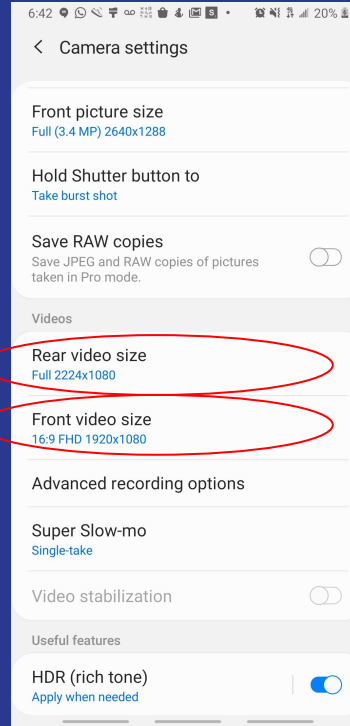 6:42 20%
Camera settings
Front picture size
Full (3.4 MP) 2640x1288
Hold Shutter button to
Take burst shot
Save RAW copies
Save JPEG and RAW copies of pictures
taken in Pro mode.
Videos
Rear video size
Full 2224x1080
Front video size
16:9 FHD 1920x1080
Advanced recording options
Super Slow-mo
Single-take
Video stabilization
Useful features
HDR (rich tone)
Apply when needed